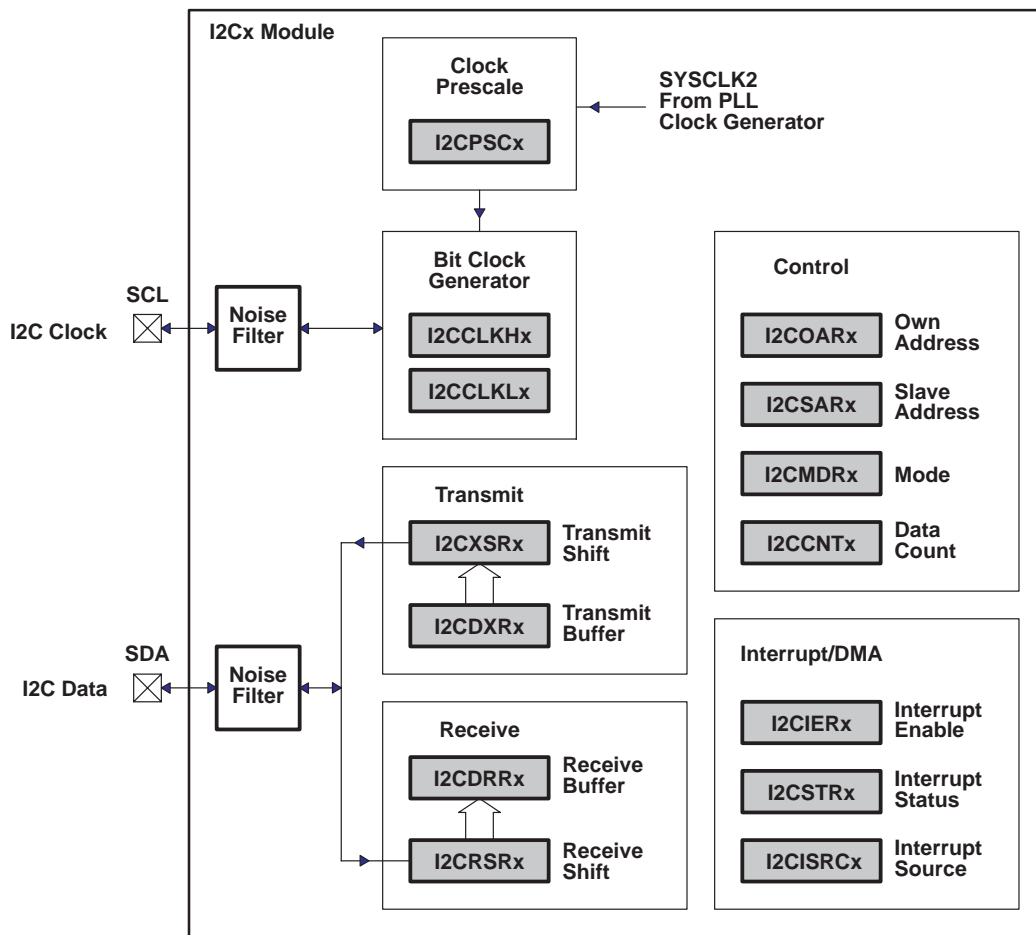 I2Cx Module
Clock
Prescale
I2CPSCx
SYSCLK2
From PLL
Clock Generator
Bit Clock
Generator
I2CCLKHx
I2CCLKLx
SCL
I2C Clock
Noise
Filter
Control
I2COARx
Own
Address
I2CSARx
Slave
Address
I2CMDRx
Mode
I2CCNTx
Data
Count
Transmit
I2CXSRx
Transmit
Shift
I2CDXRx
Transmit
Buffer
SDA
I2C Data
Noise
Filter
Receive
I2CDRRx
Receive
Buffer
I2CRSRx
Receive
Shift
Interrupt/DMA
I2CIERx
Interrupt
Enable
I2CSTRx
Interrupt
Status
I2CISRCx
Interrupt
Source